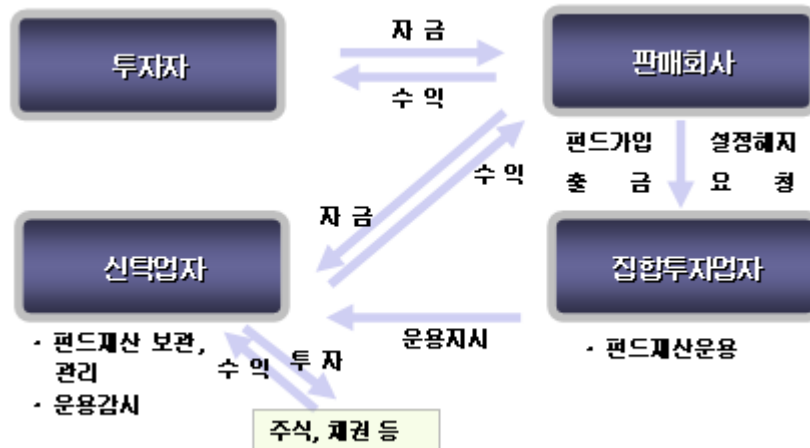 자 금
투자자
판매회사
수 익
펀드가입 설정해지
출 금 요 청
수 익
자 금
신탁업자
집합투자업자
운용지시
· 펀드재산 보관,
관리
· 운용감시
수 익
투 자
· 펀드재산운용
주식, 채권 등